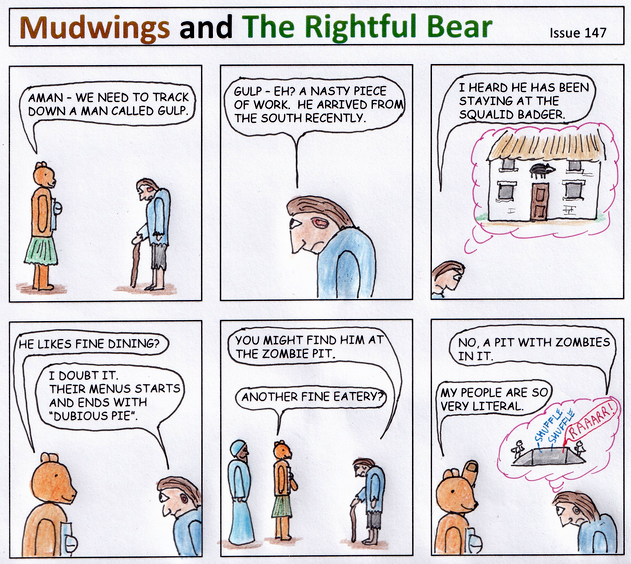 Mudwings and The Rightful Bear
Issue 147
AMAN - WE NEED TO TRACK
DOWN A MAN CALLED GULP.
GULP - EH? A NASTY PIECE
OF WORK. HE ARRIVED FROM
THE SOUTH RECENTLY.
I HEARD HE HAS BEEN
STAYING AT THE
SQUALID BADGER.
HE LIKES FINE DINING?
I DOUBT IT.
THEIR MENUS STARTS
AND ENDS WITH
"DUBIOUS PIE".
YOU MIGHT FIND HIM AT
THE ZOMBIE PIT.
ANOTHER FINE EATERY?
NO, A PIT WITH ZOMBIES
IN IT.
MY PEOPLE ARE SO
VERY LITERAL.
SHUFFLE
SHUFFLE
RAAAARR!